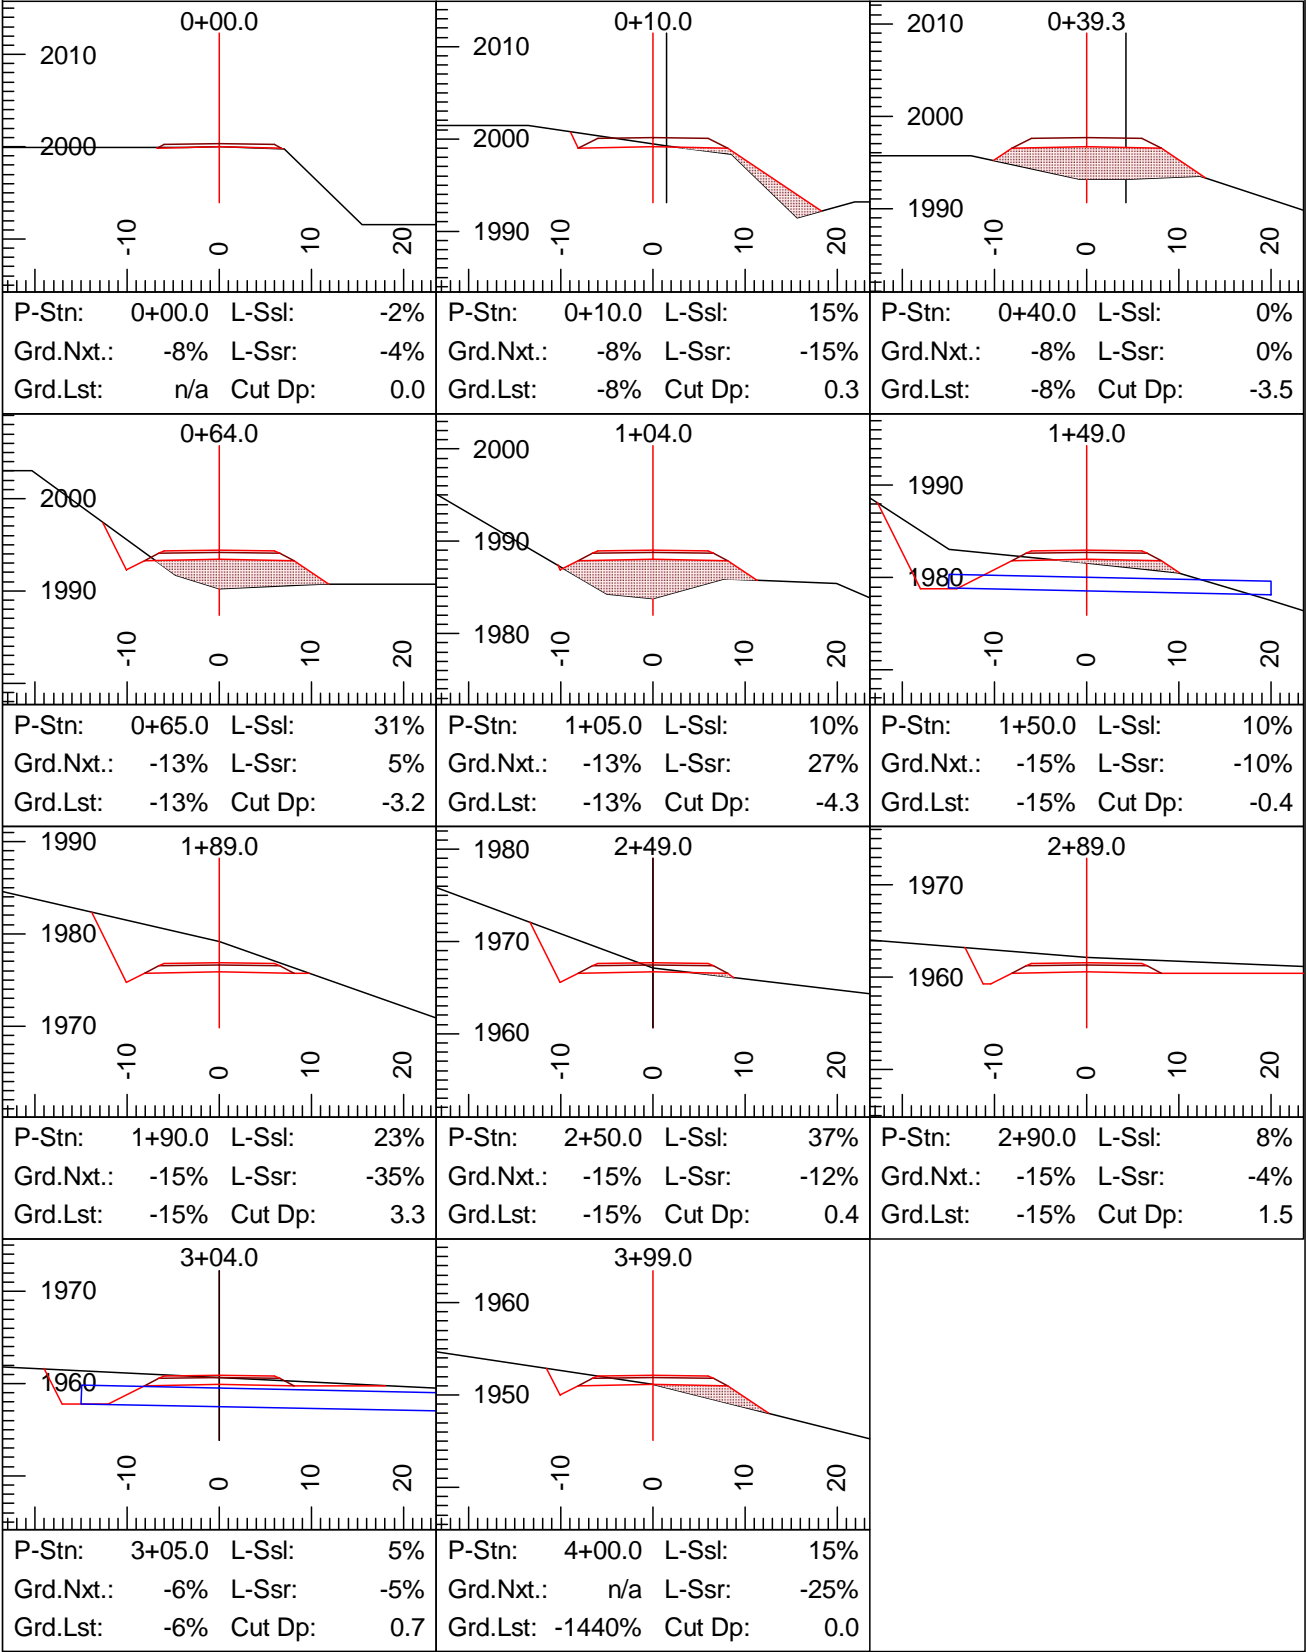 0+00.0
2010
2000
-10 0 10 20
P-Stn: 0+00.0 L-Ssl: -2%
Grd.Nxt.: -8% L-Ssr: -4%
Grd.Lst: n/a Cut Dp: 0.0
0+10.0
2010
2000
1990
-10 0 10 20
P-Stn: 0+10.0 L-Ssl: 15%
Grd.Nxt.: -8% L-Ssr: -15%
Grd.Lst: -8% Cut Dp: 0.3
0+39.3
2010
2000
1990
-10 0 10 20
P-Stn: 0+40.0 L-Ssl: 0%
Grd.Nxt.: -8% L-Ssr: 0%
Grd.Lst: -8% Cut Dp: -3.5
0+64.0
2000
1990
-10 0 10 20
P-Stn: 0+65.0 L-Ssl: 31%
Grd.Nxt.: -13% L-Ssr: 5%
Grd.Lst: -13% Cut Dp: -3.2
1+04.0
2000
1990
1980
-10 0 10 20
P-Stn: 1+05.0 L-Ssl: 10%
Grd.Nxt.: -13% L-Ssr: 27%
Grd.Lst: -13% Cut Dp: -4.3
1+49.0
1990
1980
-10 0 10 20
P-Stn: 1+50.0 L-Ssl: 10%
Grd.Nxt.: -15% L-Ssr: -10%
Grd.Lst: -15% Cut Dp: -0.4
1+89.0
1990
1980
1970
-10 0 10 20
P-Stn: 1+90.0 L-Ssl: 23%
Grd.Nxt.: -15% L-Ssr: -35%
Grd.Lst: -15% Cut Dp: 3.3
2+49.0
1980
1970
1960
-10 0 10 20
P-Stn: 2+50.0 L-Ssl: 37%
Grd.Nxt.: -15% L-Ssr: -12%
Grd.Lst: -15% Cut Dp: 0.4
2+89.0
1970
1960
-10 0 10 20
P-Stn: 2+90.0 L-Ssl: 8%
Grd.Nxt.: -15% L-Ssr: -4%
Grd.Lst: -15% Cut Dp: 1.5
3+04.0
1970
1960
-10 0 10 20
P-Stn: 3+05.0 L-Ssl: 5%
Grd.Nxt.: -6% L-Ssr: -5%
Grd.Lst: -6% Cut Dp: 0.7
3+99.0
1960
1950
-10 0 10 20
P-Stn: 4+00.0 L-Ssl: 15%
Grd.Nxt.: n/a L-Ssr: -25%
Grd.Lst: -1440% Cut Dp: 0.0